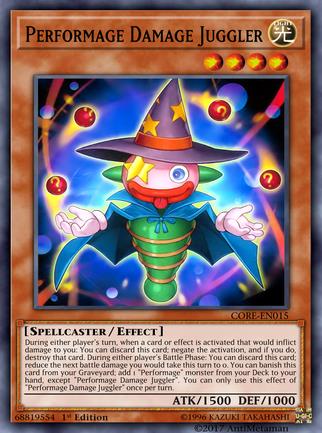 PERFORMAGE DAMAGE JUGGLER
LIGHT
光
? ? ? ?
CORE-EN015
[SPELLCASTER / EFFECT]
During either player's turn, when a card or effect is activated that would inflict
damage to you: You can discard this card; negate the activation, and if you do,
destroy that card. During either player's Battle Phase: You can discard this card;
reduce the next battle damage you would take this turn to 0. You can banish this
card from your Graveyard; add 1 "Performage" monster from your Deck to your
hand, except "Performage Damage Juggler". You can only use this effect of
"Performage Damage Juggler" once per turn.
ATK/1500 DEF/1000
68819554 1st Edition ©1996 KAZUKI TAKAHASHI
©2017 AntiMetaman